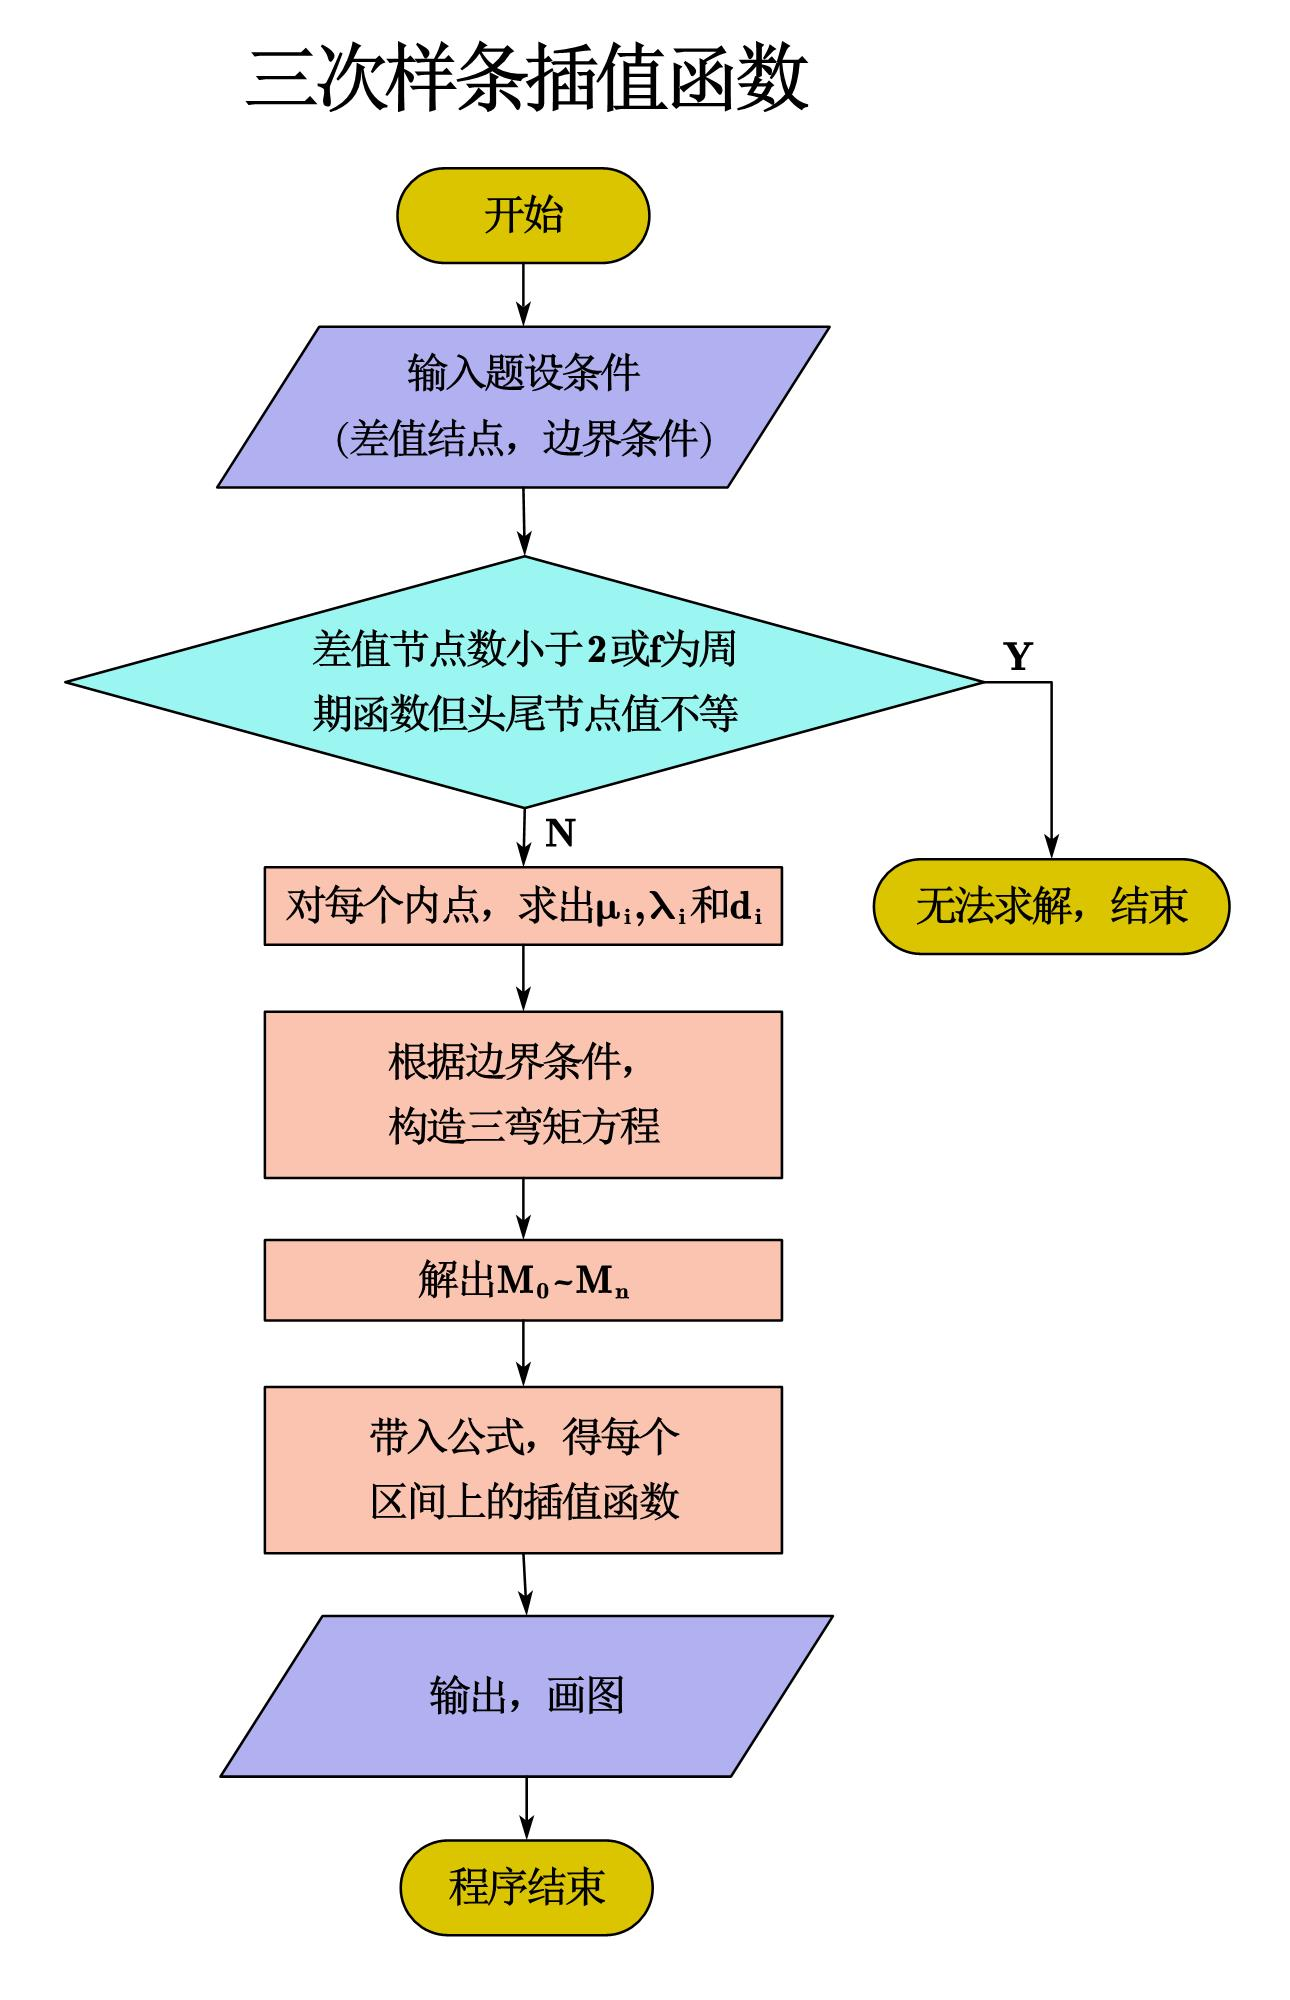 三次样条插值函数
开始
输入题设条件
(差值结点，边界条件)
差值节点数小于2或f为周
期函数但头尾节点值不等
Y
N
对每个内点，求出μᵢ,λᵢ和dᵢ
无法求解，结束
根据边界条件，
构造三弯矩方程
解出M₀~Mₙ
带入公式，得每个
区间上的插值函数
输出，画图
程序结束